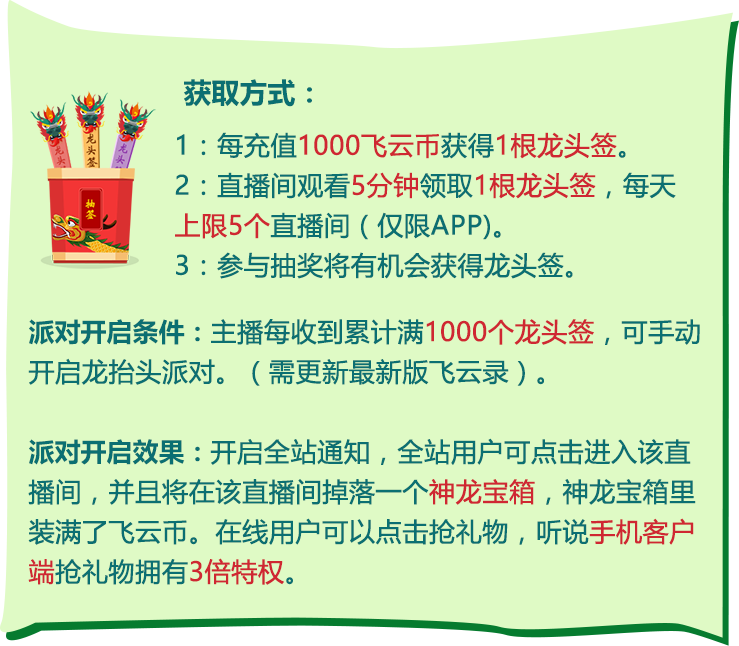 获取方式：
1：每充值1000飞云币获得1根龙头签。
2：直播间观看5分钟领取1根龙头签，每天
上限5个直播间（仅限APP)。
3：参与抽奖将有机会获得龙头签。
龙头签
龙头签
龙头
抽签
派对开启条件：主播每收到累计满1000个龙头签，可手动
开启龙抬头派对。（需更新最新版飞云录）。
派对开启效果：开启全站通知，全站用户可点击进入该直
播间，并且将在该直播间掉落一个神龙宝箱，神龙宝箱里
装满了飞云币。在线用户可以点击抢礼物，听说手机客户
端抢礼物拥有3倍特权。